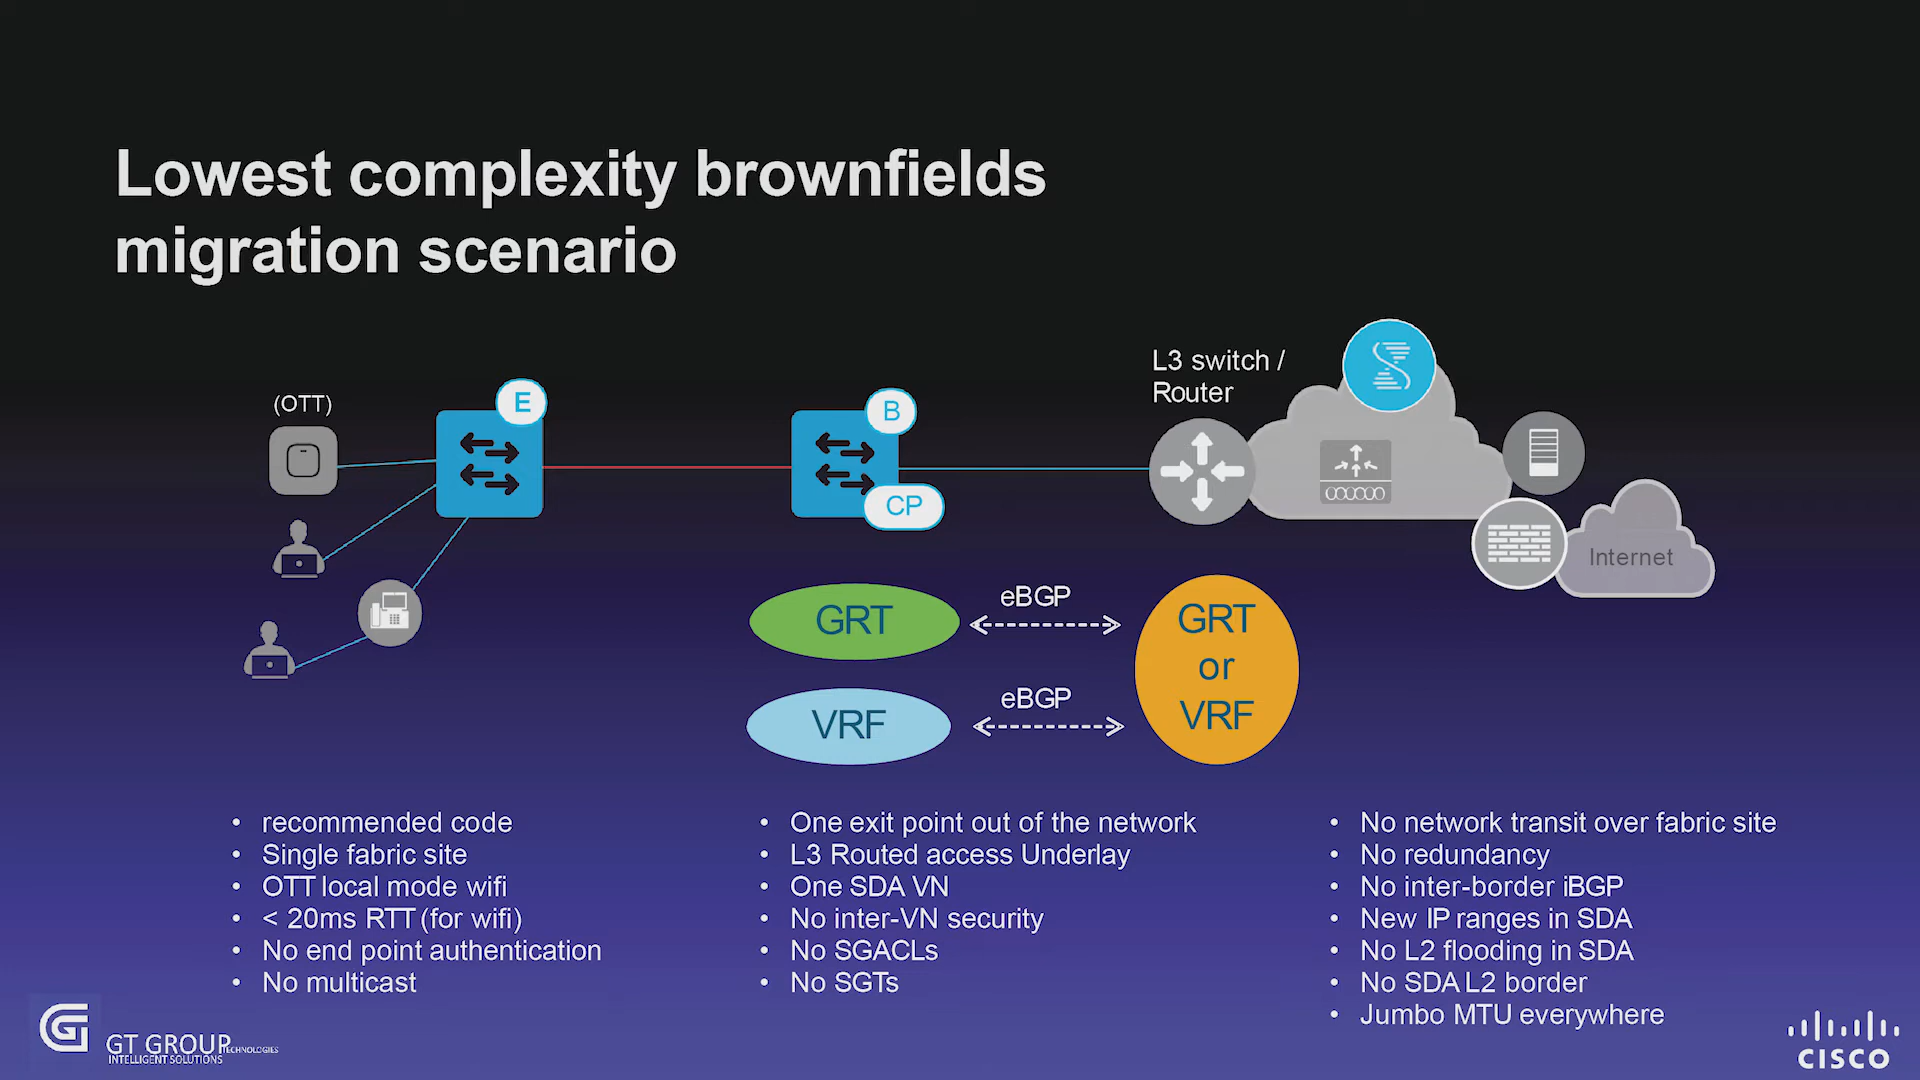 Lowest complexity brownfields
migration scenario
L3 switch /
Router
(OTT)
E
B
CP
Internet
GRT
eBGP
GRT
or
VRF
VRF
eBGP
• recommended code
• Single fabric site
• OTT local mode wifi
• < 20ms RTT (for wifi)
• No end point authentication
• No multicast
• One exit point out of the network
• L3 Routed access Underlay
• One SDA VN
• No inter-VN security
• No SGACLs
• No SGTs
• No network transit over fabric site
• No redundancy
• No inter-border iBGP
• New IP ranges in SDA
• No L2 flooding in SDA
• No SDA L2 border
• Jumbo MTU everywhere
GT GROUP TECHNOLOGIES
INTELLIGENT SOLUTIONS
CISCO